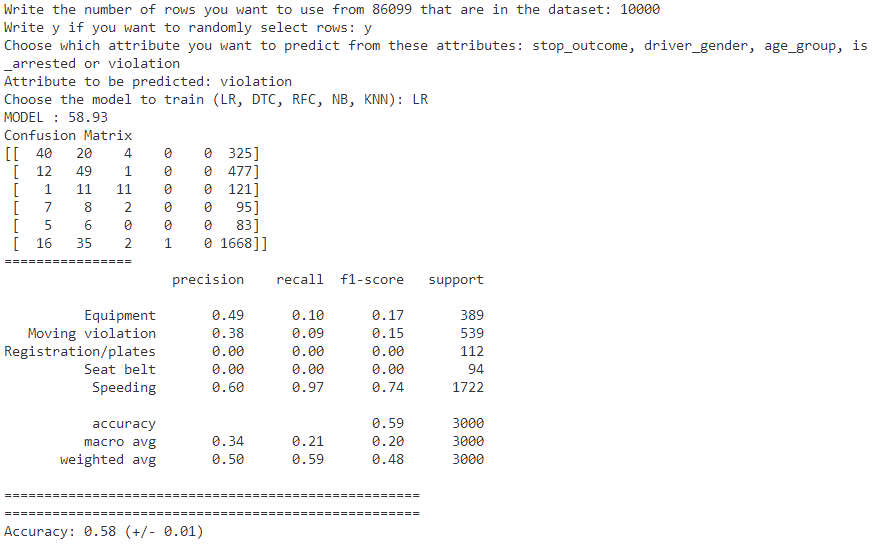 Write the number of rows you want to use from 86099 that are in the dataset: 10000
Write y if you want to randomly select rows: y
Choose which attribute you want to predict from these attributes: stop_outcome, driver_gender, age_group, is
_arrested or violation
Attribute to be predicted: violation
Choose the model to train (LR, DTC, RFC, NB, KNN): LR
MODEL : 58.93
Confusion Matrix
[[  40   20    4    0    0  325]
 [  12   49    1    0    0  477]
 [   1   11   11    0    0  121]
 [   7    8    2    0    0   95]
 [   5    6    0    0    0   83]
 [  16   35    2    1    0 1668]]
================
                     precision    recall  f1-score   support
          Equipment       0.49      0.10      0.17       389
   Moving violation       0.38      0.09      0.15       539
Registration/plates       0.00      0.00      0.00       112
          Seat belt       0.00      0.00      0.00        94
           Speeding       0.60      0.97      0.74      1722
           accuracy                           0.59      3000
          macro avg       0.34      0.21      0.20      3000
       weighted avg       0.50      0.59      0.48      3000
====================================================
====================================================
Accuracy: 0.58 (+/- 0.01)